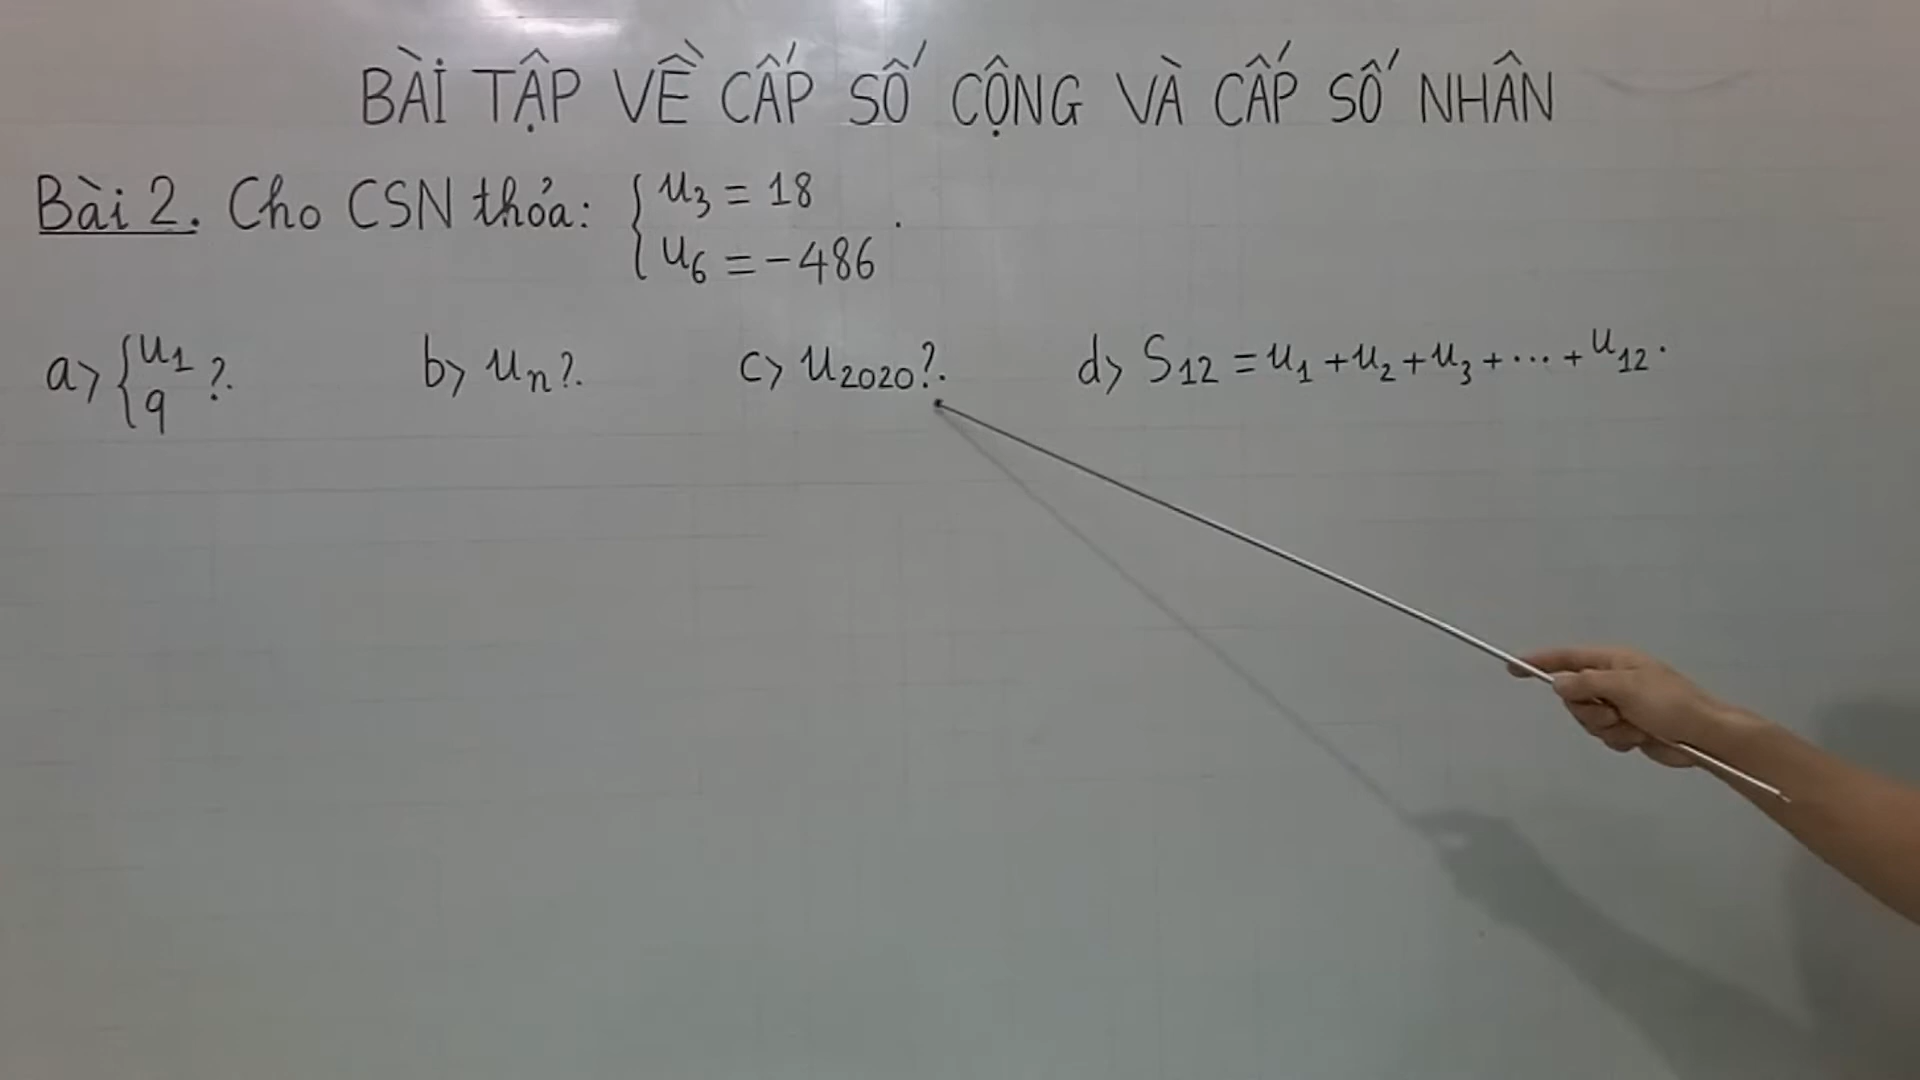 BÀI TẬP VỀ CẤP SỐ CỘNG VÀ CẤP SỐ NHÂN
Bài 2. Cho CSN thỏa: { u₃ = 18
u₆ = -486 .
a> { u₁ q ?. b> uₙ ?. c> u₂₀₂₀ ?. d> S₁₂ = u₁ + u₂ + u₃ + ... + u₁₂.